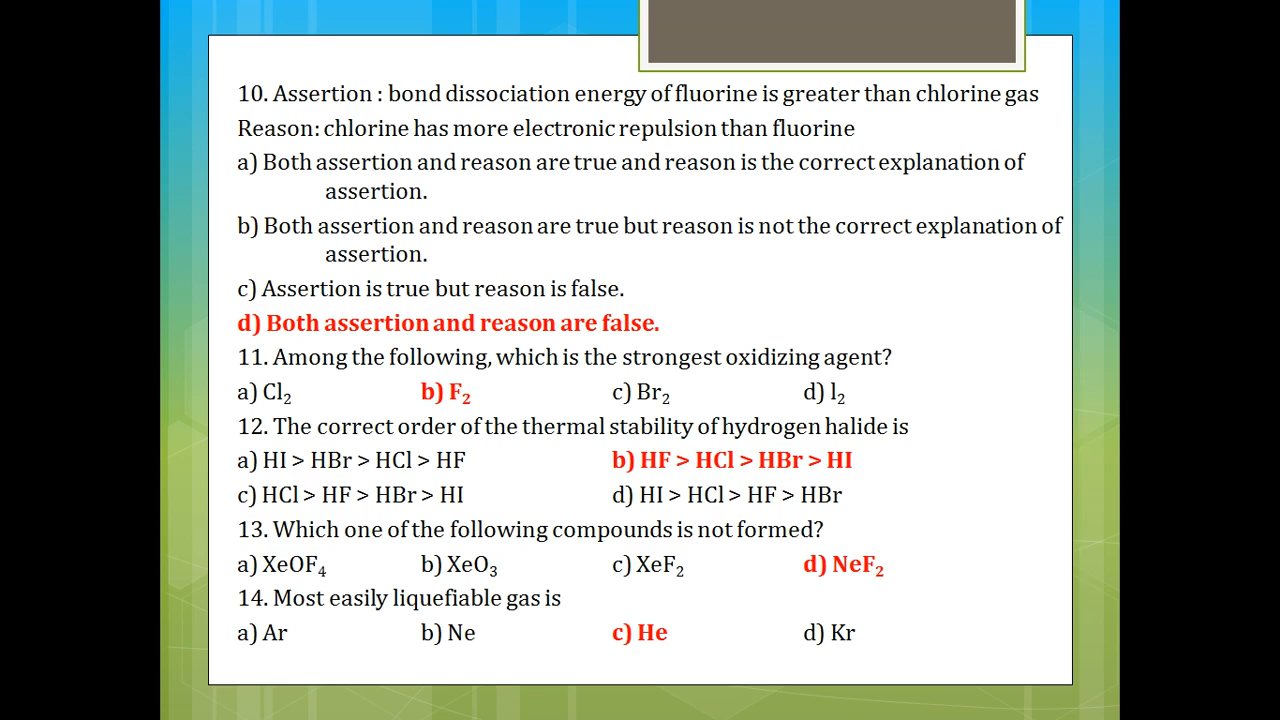 10. Assertion : bond dissociation energy of fluorine is greater than chlorine gas
Reason: chlorine has more electronic repulsion than fluorine
a) Both assertion and reason are true and reason is the correct explanation of
assertion.
b) Both assertion and reason are true but reason is not the correct explanation of
assertion.
c) Assertion is true but reason is false.
d) Both assertion and reason are false.
11. Among the following, which is the strongest oxidizing agent?
a) Cl₂ b) F₂ c) Br₂ d) l₂
12. The correct order of the thermal stability of hydrogen halide is
a) HI > HBr > HCl > HF b) HF > HCl > HBr > HI
c) HCl > HF > HBr > HI d) HI > HCl > HF > HBr
13. Which one of the following compounds is not formed?
a) XeOF₄ b) XeO₃ c) XeF₂ d) NeF₂
14. Most easily liquefiable gas is
a) Ar b) Ne c) He d) Kr